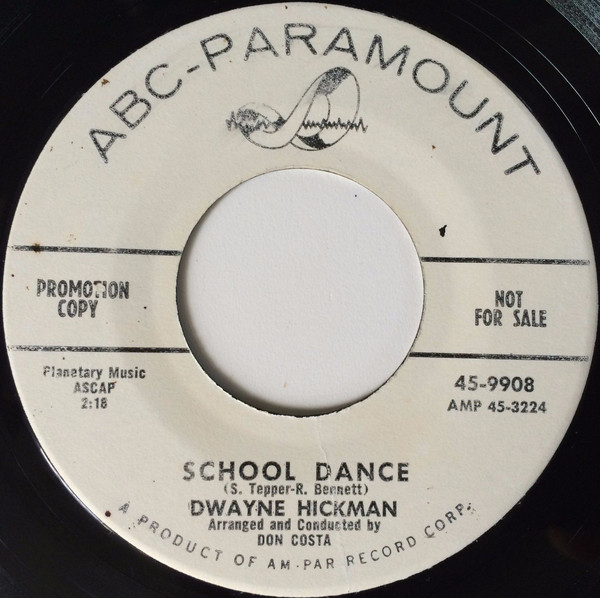 ABC-PARAMOUNT
PROMOTION
COPY
NOT
FOR SALE
Planetary Music
ASCAP
2:18
45-9908
AMP 45-3224
SCHOOL DANCE
(S. Tepper-R. Bennett)
DWAYNE HICKMAN
Arranged and Conducted by
DON COSTA
A PRODUCT OF AM-PAR RECORD CORP.